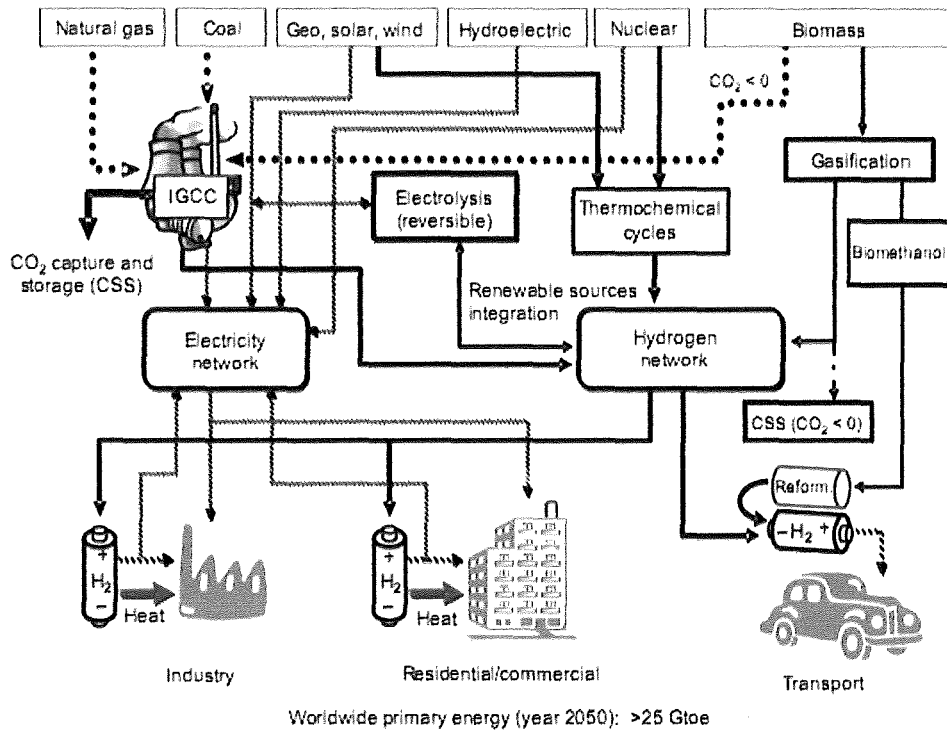 Natural gas
Coal
Geo, solar, wind
Hydroelectric
Nuclear
Biomass
CO₂ < 0
Gasification
IGCC
Electrolysis
(reversible)
Thermochemical
cycles
Biomethanol
CO₂ capture and
storage (CSS)
Renewable sources
integration
Electricity
network
Hydrogen
network
CSS (CO₂ < 0)
Reform.
– H₂ +
+
H₂
–
Heat
+
H₂
–
Heat
Industry
Residential/commercial
Transport
Worldwide primary energy (year 2050): >25 Gtoe